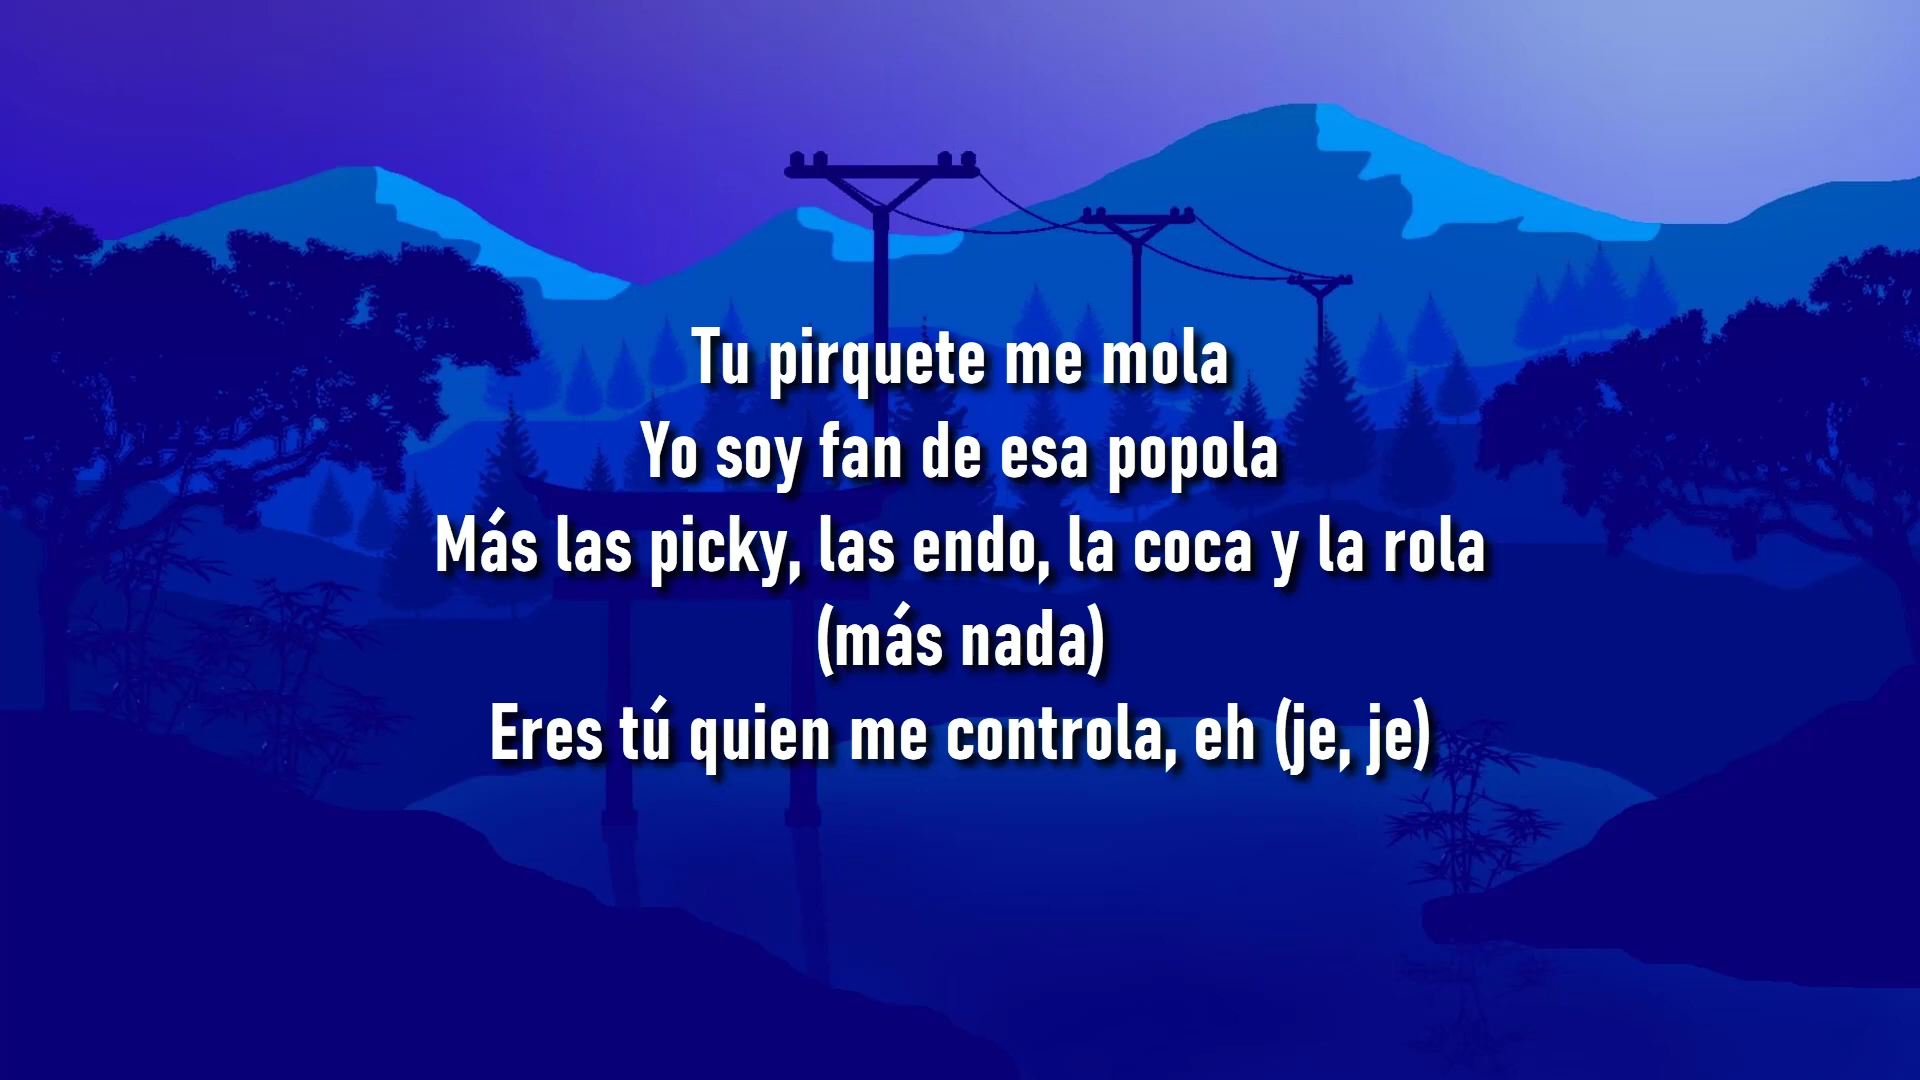 Tu pirquete me mola
Yo soy fan de esa popola
Más las picky, las endo, la coca y la rola
(más nada)
Eres tú quien me controla, eh (je, je)